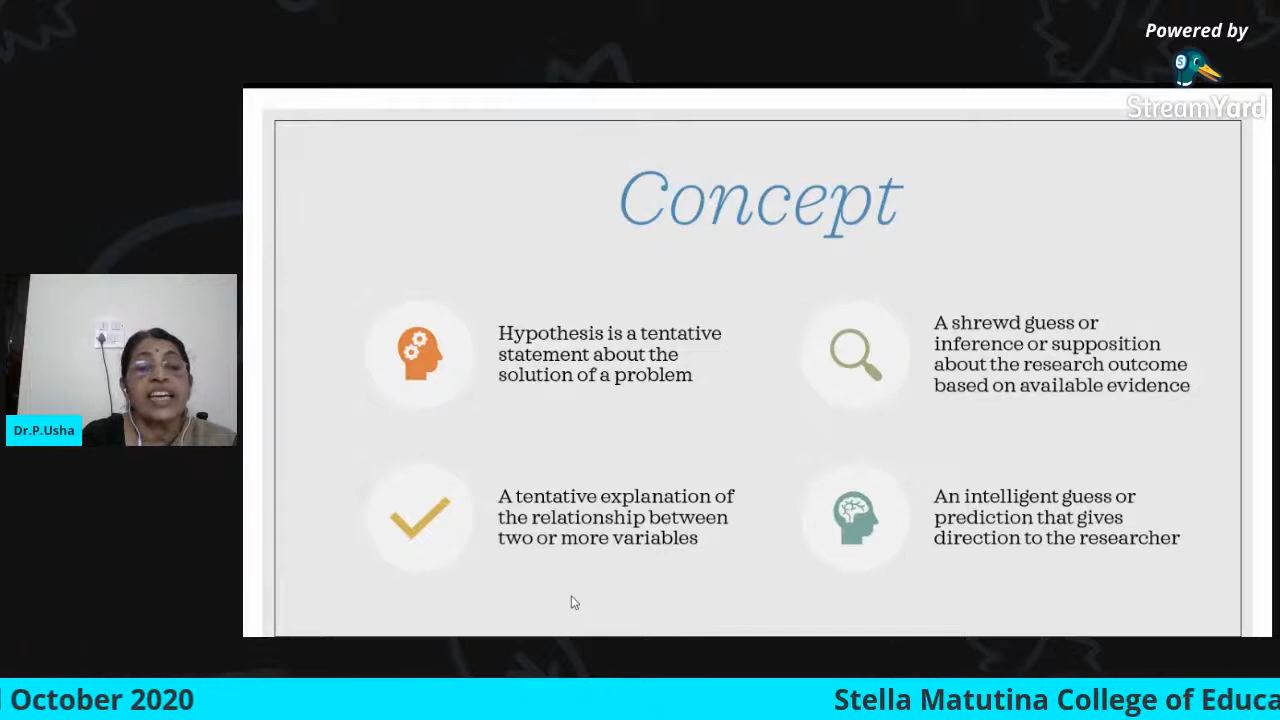 Powered by
StreamYard
Concept
Hypothesis is a tentative
statement about the
solution of a problem
A shrewd guess or
inference or supposition
about the research outcome
based on available evidence
A tentative explanation of
the relationship between
two or more variables
An intelligent guess or
prediction that gives
direction to the researcher
Dr.P.Usha
October 2020
Stella Matutina College of Educa